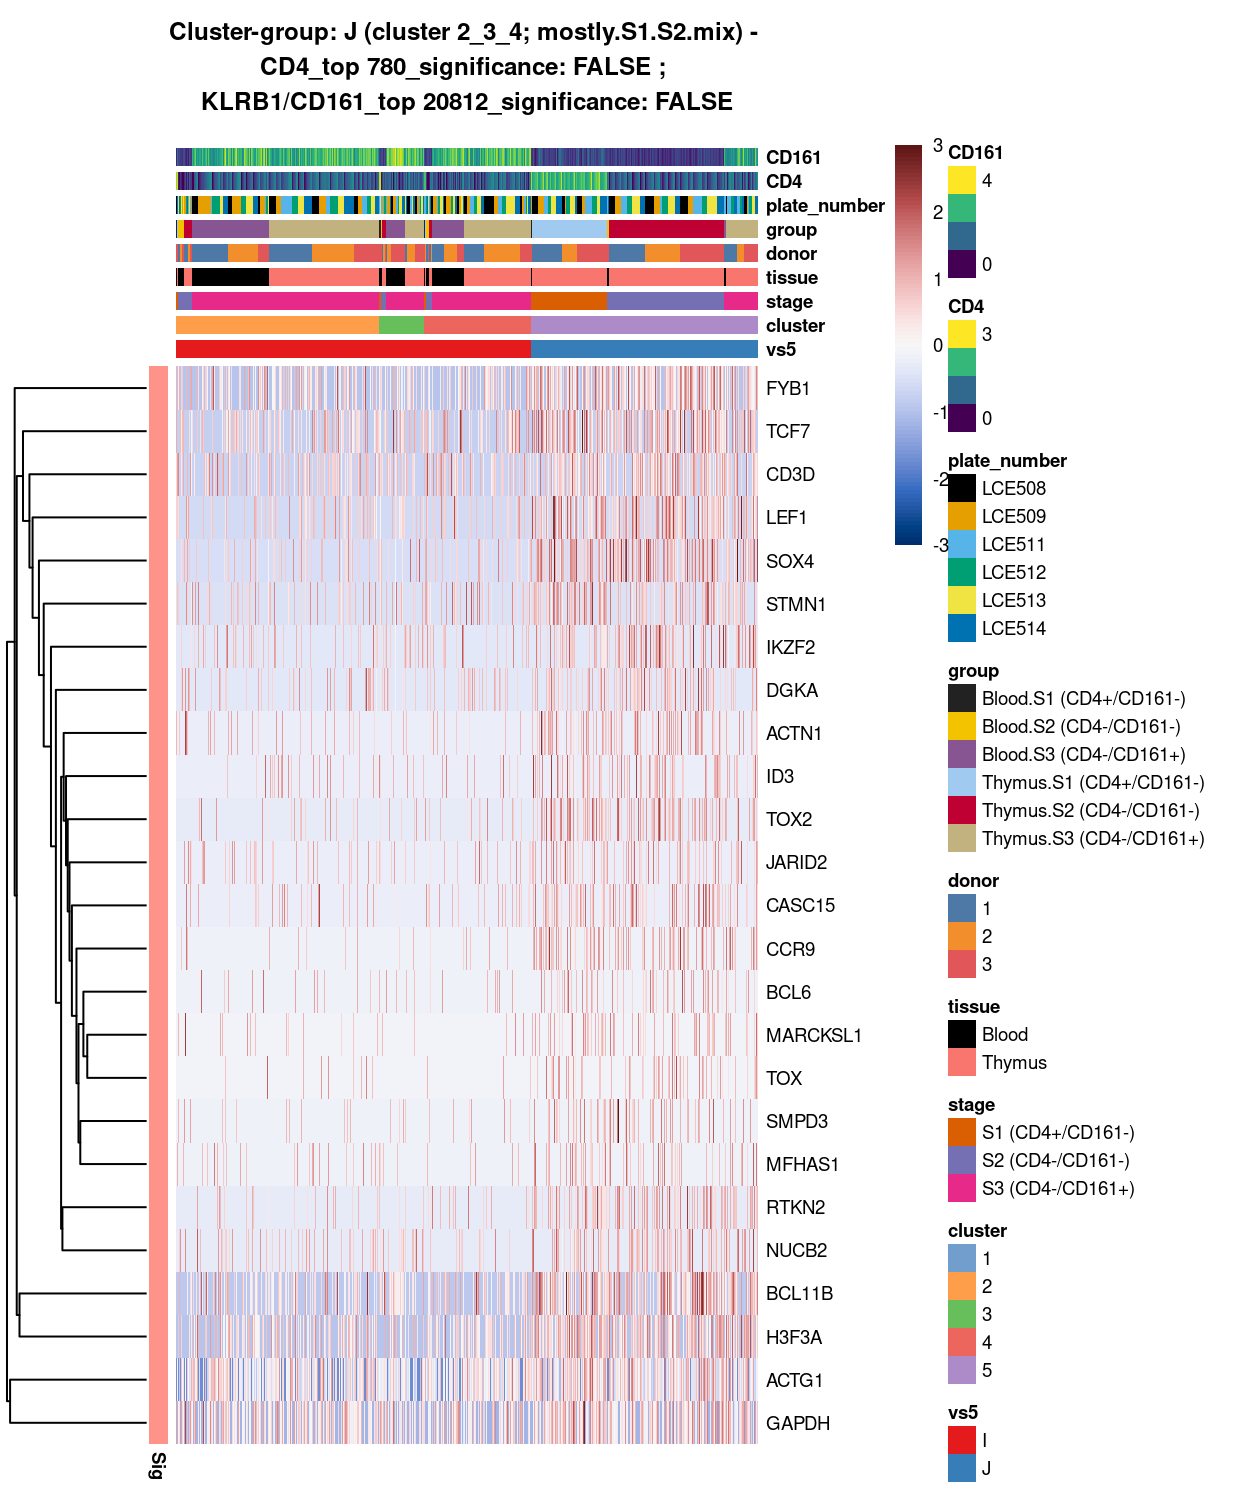 Cluster-group: J (cluster 2_3_4; mostly.S1.S2.mix) -
CD4_top 780_significance: FALSE ;
KLRB1/CD161_top 20812_significance: FALSE
CD161
CD4
plate_number
group
donor
tissue
stage
cluster
vs5
FYB1
TCF7
CD3D
LEF1
SOX4
STMN1
IKZF2
DGKA
ACTN1
ID3
TOX2
JARID2
CASC15
CCR9
BCL6
MARCKSL1
TOX
SMPD3
MFHAS1
RTKN2
NUCB2
BCL11B
H3F3A
ACTG1
GAPDH
Sig
3
2
1
0
-1
-2
-3
CD161
4
0
CD4
3
0
plate_number
LCE508
LCE509
LCE511
LCE512
LCE513
LCE514
group
Blood.S1 (CD4+/CD161-)
Blood.S2 (CD4-/CD161-)
Blood.S3 (CD4-/CD161+)
Thymus.S1 (CD4+/CD161-)
Thymus.S2 (CD4-/CD161-)
Thymus.S3 (CD4-/CD161+)
donor
1
2
3
tissue
Blood
Thymus
stage
S1 (CD4+/CD161-)
S2 (CD4-/CD161-)
S3 (CD4-/CD161+)
cluster
1
2
3
4
5
vs5
I
J